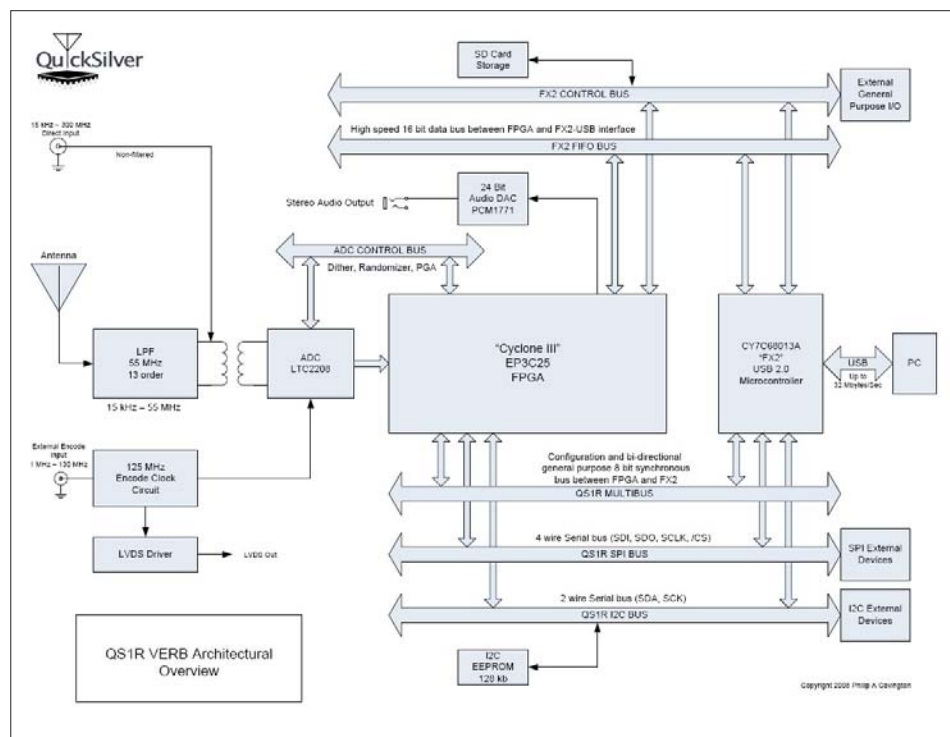 QuickSilver
SD Card
Storage
FX2 CONTROL BUS
External
General
Purpose I/O
15 kHz – 300 MHz
Direct Input
Non-filtered
High speed 16 bit data bus between FPGA and FX2-USB interface
FX2 FIFO BUS
24 Bit
Audio DAC
PCM1771
Stereo Audio Output
ADC CONTROL BUS
Dither, Randomizer, PGA
Antenna
LPF
55 MHz
13 order
15 kHz – 55 MHz
ADC
LTC2208
"Cyclone III"
EP3C25
FPGA
CY7C68013A
"FX2"
USB 2.0
Microcontroller
USB
Up to
32 Mbytes/Sec
PC
External Encode
Input
1 MHz – 130 MHz
125 MHz
Encode Clock
Circuit
Configuration and bi-directional
general purpose 8 bit synchronous
bus between FPGA and FX2
QS1R MULTIBUS
LVDS Driver
LVDS Out
4 wire Serial bus (SDI, SDO, SCLK, /CS)
QS1R SPI BUS
SPI External
Devices
2 wire Serial bus (SDA, SCK)
QS1R I2C BUS
I2C External
Devices
QS1R VERB Architectural
Overview
I2C
EEPROM
128 kb
Copyright 2008 Philip A Covington